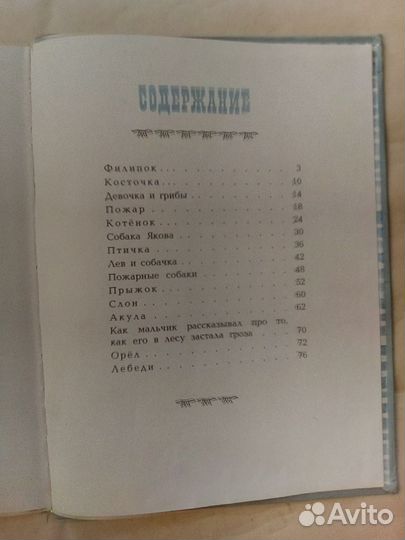 СОДЕРЖАНИЕ
Филипок . . . . . . . . . 3
Косточка . . . . . . . . . 10
Девочка и грибы . . . . . . . 14
Пожар . . . . . . . . . . 18
Котёнок . . . . . . . . . 24
Собака Якова . . . . . . . . 30
Птичка . . . . . . . . . 36
Лев и собачка . . . . . . . . 42
Пожарные собаки . . . . . . . 48
Прыжок . . . . . . . . . 52
Слон . . . . . . . . . . 60
Акула . . . . . . . . . . 62
Как мальчик рассказывал про то,
как его в лесу застала гроза . . . 70
Орёл . . . . . . . . . . 72
Лебеди . . . . . . . . . 76
Avito